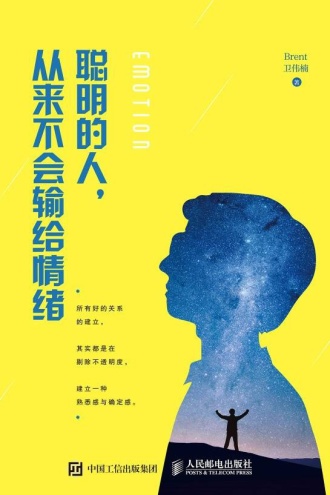 Brent
卫伟楠
著
EMOTION
聪明的人，
从来不会输给情绪
所有好的关系
的建立。
其实都是在
剔除不透明度。
建立一种
熟悉感与确定感。
中国工信出版集团
人民邮电出版社
POSTS & TELECOM PRESS